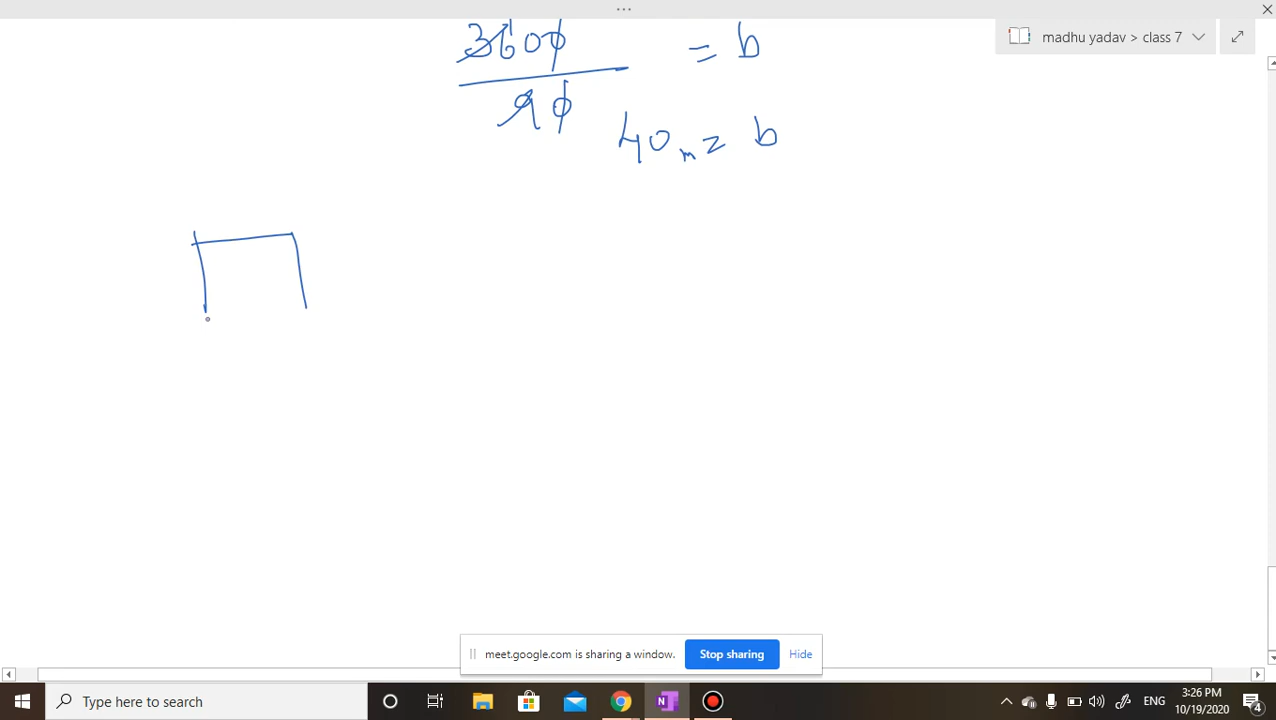 madhu yadav > class 7
3600 = b
90
40 m = b
meet.google.com is sharing a window.
Stop sharing
Hide
Type here to search
N
ENG
3:26 PM
10/19/2020
4